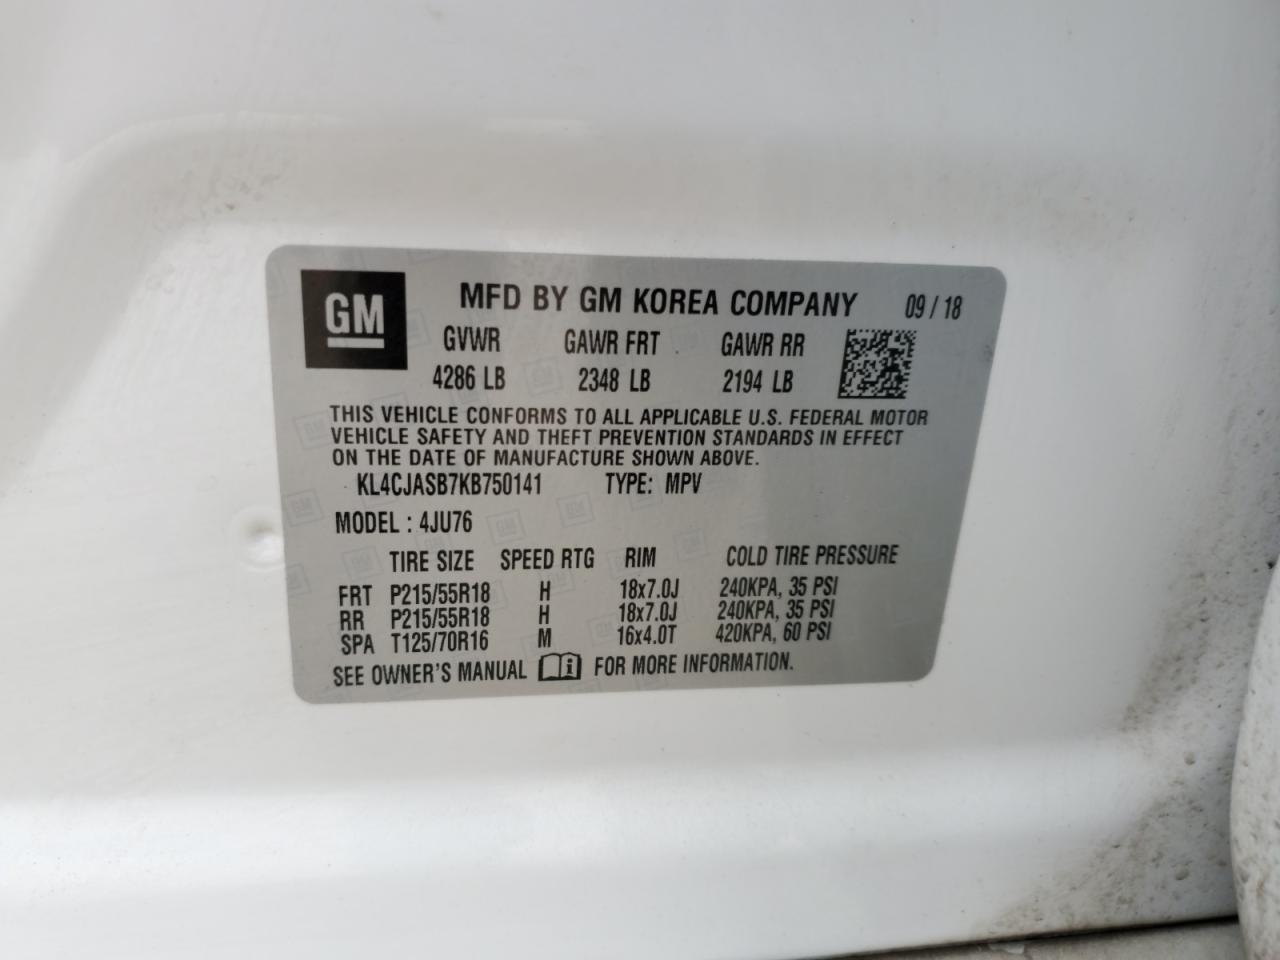 GM
MFD BY GM KOREA COMPANY 09 / 18
GVWR GAWR FRT GAWR RR
4286 LB 2348 LB 2194 LB
THIS VEHICLE CONFORMS TO ALL APPLICABLE U.S. FEDERAL MOTOR
VEHICLE SAFETY AND THEFT PREVENTION STANDARDS IN EFFECT
ON THE DATE OF MANUFACTURE SHOWN ABOVE.
KL4CJASB7KB750141 TYPE: MPV
MODEL : 4JU76
TIRE SIZE SPEED RTG RIM COLD TIRE PRESSURE
FRT P215/55R18 H 18x7.0J 240KPA, 35 PSI
RR P215/55R18 H 18x7.0J 240KPA, 35 PSI
SPA T125/70R16 M 16x4.0T 420KPA, 60 PSI
SEE OWNER'S MANUAL i FOR MORE INFORMATION.